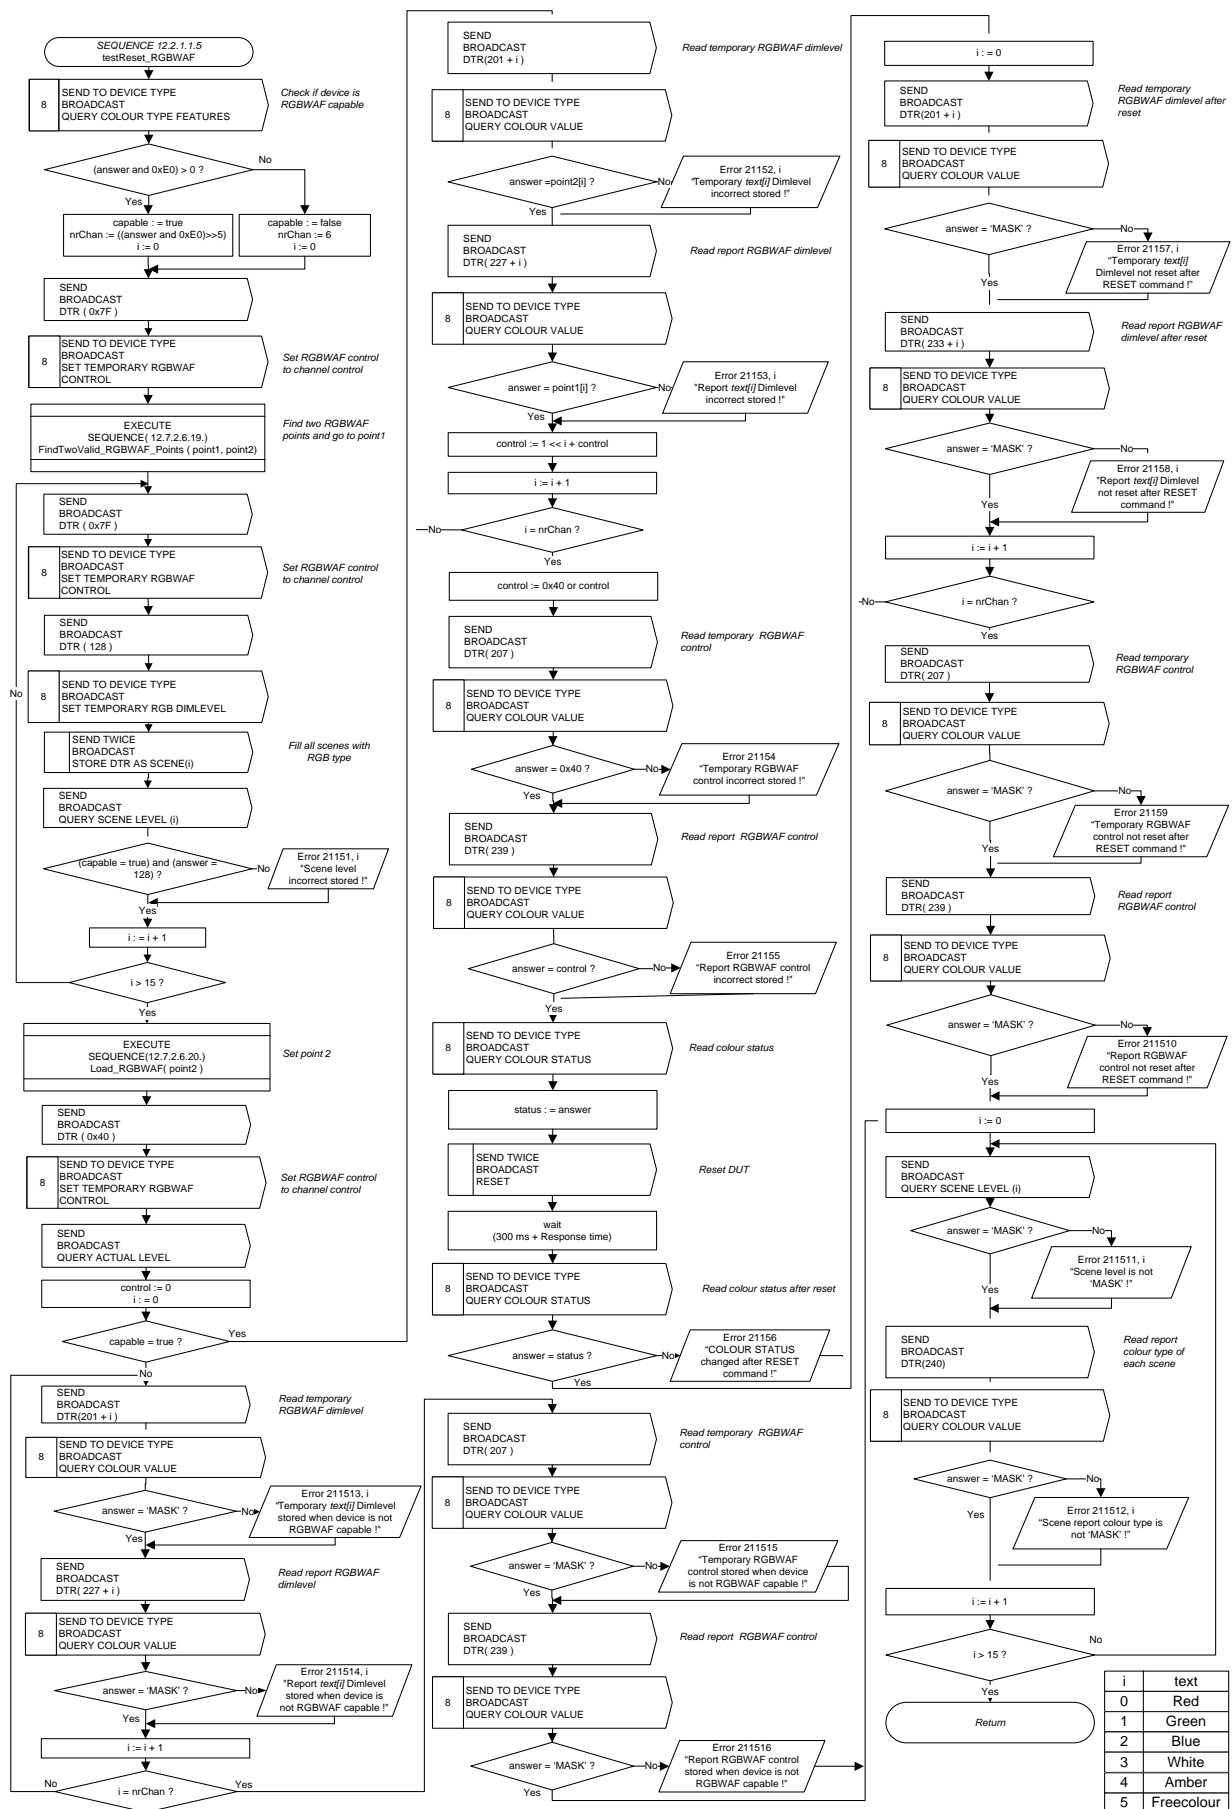 SEQUENCE 12.2.1.1.5
testReset_RGBWAF
8
SEND TO DEVICE TYPE
BROADCAST
QUERY COLOUR TYPE FEATURES
Check if device is
RGBWAF capable
(answer and 0xE0) > 0 ?
No
Yes
capable : = true
nrChan := ((answer and 0xE0)>>5)
i := 0
capable : = false
nrChan := 6
i := 0
SEND
BROADCAST
DTR ( 0x7F )
8
SEND TO DEVICE TYPE
BROADCAST
SET TEMPORARY RGBWAF
CONTROL
Set RGBWAF control
to channel control
EXECUTE
SEQUENCE( 12.7.2.6.19.)
FindTwoValid_RGBWAF_Points ( point1, point2)
Find two RGBWAF
points and go to point1
SEND
BROADCAST
DTR ( 0x7F )
8
SEND TO DEVICE TYPE
BROADCAST
SET TEMPORARY RGBWAF
CONTROL
Set RGBWAF control
to channel control
SEND
BROADCAST
DTR ( 128 )
No
8
SEND TO DEVICE TYPE
BROADCAST
SET TEMPORARY RGB DIMLEVEL
SEND TWICE
BROADCAST
STORE DTR AS SCENE(i)
Fill all scenes with
RGB type
SEND
BROADCAST
QUERY SCENE LEVEL (i)
(capable = true) and (answer =
128) ?
No
Error 21151, i
"Scene level
incorrect stored !"
Yes
i : = i + 1
i > 15 ?
Yes
EXECUTE
SEQUENCE(12.7.2.6.20.)
Load_RGBWAF( point2 )
Set point 2
SEND
BROADCAST
DTR ( 0x40 )
8
SEND TO DEVICE TYPE
BROADCAST
SET TEMPORARY RGBWAF
CONTROL
Set RGBWAF control
to channel control
SEND
BROADCAST
QUERY ACTUAL LEVEL
control := 0
i : = 0
capable = true ?
Yes
No
SEND
BROADCAST
DTR(201 + i )
Read temporary
RGBWAF dimlevel
8
SEND TO DEVICE TYPE
BROADCAST
QUERY COLOUR VALUE
answer = ‘MASK’ ?
No
Error 211513, i
“Temporary text[i] Dimlevel
stored when device is not
RGBWAF capable !”
Yes
SEND
BROADCAST
DTR( 227 + i )
Read report RGBWAF
dimlevel
8
SEND TO DEVICE TYPE
BROADCAST
QUERY COLOUR VALUE
answer = ‘MASK’ ?
No
Error 211514, i
“Report text[i] Dimlevel
stored when device is
not RGBWAF capable !”
Yes
i := i + 1
No
i = nrChan ?
Yes
SEND
BROADCAST
DTR(201 + i )
Read temporary RGBWAF dimlevel
8
SEND TO DEVICE TYPE
BROADCAST
QUERY COLOUR VALUE
answer =point2[i] ?
No
Error 21152, i
“Temporary text[i] Dimlevel
incorrect stored !”
Yes
SEND
BROADCAST
DTR( 227 + i )
Read report RGBWAF dimlevel
8
SEND TO DEVICE TYPE
BROADCAST
QUERY COLOUR VALUE
answer = point1[i] ?
No
Error 21153, i
“Report text[i] Dimlevel
incorrect stored !”
Yes
control := 1 << i + control
i := i + 1
No
i = nrChan ?
Yes
control := 0x40 or control
SEND
BROADCAST
DTR( 207 )
Read temporary RGBWAF
control
8
SEND TO DEVICE TYPE
BROADCAST
QUERY COLOUR VALUE
answer = 0x40 ?
No
Error 21154
“Temporary RGBWAF
control incorrect stored !”
Yes
SEND
BROADCAST
DTR( 239 )
Read report RGBWAF control
8
SEND TO DEVICE TYPE
BROADCAST
QUERY COLOUR VALUE
answer = control ?
No
Error 21155
“Report RGBWAF control
incorrect stored !”
Yes
8
SEND TO DEVICE TYPE
BROADCAST
QUERY COLOUR STATUS
Read colour status
status : = answer
SEND TWICE
BROADCAST
RESET
Reset DUT
wait
(300 ms + Response time)
8
SEND TO DEVICE TYPE
BROADCAST
QUERY COLOUR STATUS
Read colour status after reset
answer = status ?
No
Error 21156
“COLOUR STATUS
changed after RESET
command !”
Yes
SEND
BROADCAST
DTR( 207 )
Read temporary RGBWAF
control
8
SEND TO DEVICE TYPE
BROADCAST
QUERY COLOUR VALUE
answer = ‘MASK’ ?
No
Error 211515
“Temporary RGBWAF
control stored when device
is not RGBWAF capable !”
Yes
SEND
BROADCAST
DTR( 239 )
Read report RGBWAF control
8
SEND TO DEVICE TYPE
BROADCAST
QUERY COLOUR VALUE
answer = ‘MASK’ ?
No
Error 211516
“Report RGBWAF control
stored when device is not
RGBWAF capable !”
Yes
i : = 0
SEND
BROADCAST
DTR(201 + i )
Read temporary
RGBWAF dimlevel after
reset
8
SEND TO DEVICE TYPE
BROADCAST
QUERY COLOUR VALUE
answer = ‘MASK’ ?
No
Error 21157, i
“Temporary text[i]
Dimlevel not reset after
RESET command !”
Yes
SEND
BROADCAST
DTR( 233 + i )
Read report RGBWAF
dimlevel after reset
8
SEND TO DEVICE TYPE
BROADCAST
QUERY COLOUR VALUE
answer = ‘MASK’ ?
No
Error 21158, i
“Report text[i] Dimlevel
not reset after RESET
command !”
Yes
i := i + 1
No
i = nrChan ?
Yes
SEND
BROADCAST
DTR( 207 )
Read temporary
RGBWAF control
8
SEND TO DEVICE TYPE
BROADCAST
QUERY COLOUR VALUE
answer = ‘MASK’ ?
No
Error 21159
“Temporary RGBWAF
control not reset after
RESET command !”
Yes
SEND
BROADCAST
DTR( 239 )
Read report
RGBWAF control
8
SEND TO DEVICE TYPE
BROADCAST
QUERY COLOUR VALUE
answer = ‘MASK’ ?
No
Error 211510
“Report RGBWAF
control not reset after
RESET command !”
Yes
i := 0
SEND
BROADCAST
QUERY SCENE LEVEL (i)
answer = ‘MASK’ ?
No
Error 211511, i
“Scene level is not
‘MASK’ !”
Yes
SEND
BROADCAST
DTR(240)
Read report
colour type of
each scene
8
SEND TO DEVICE TYPE
BROADCAST
QUERY COLOUR VALUE
answer = ‘MASK’ ?
No
Error 211512, i
“Scene report colour type is
not ‘MASK’ !”
Yes
i := i + 1
i > 15 ?
No
Yes
Return
i text
0 Red
1 Green
2 Blue
3 White
4 Amber
5 Freecolour